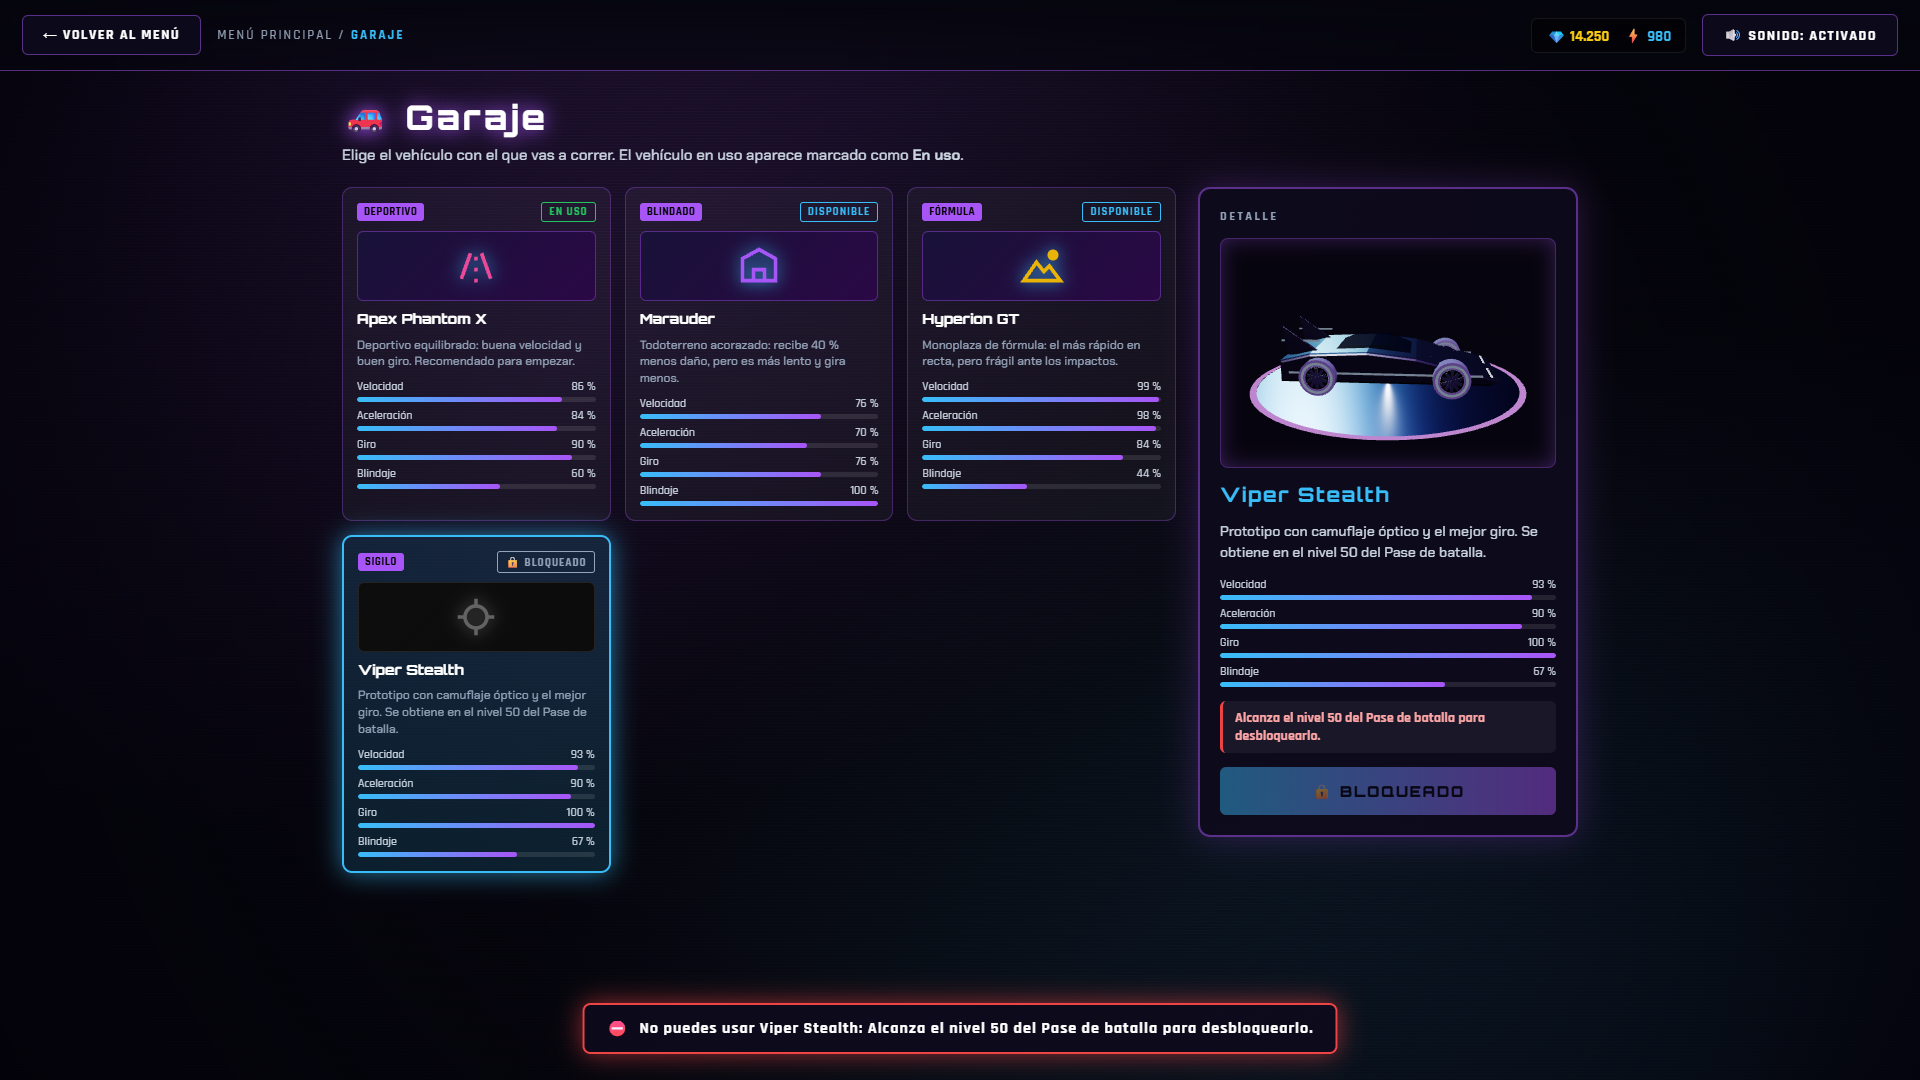 ← VOLVER AL MENÚ
MENÚ PRINCIPAL / GARAJE
14.250
980
SONIDO: ACTIVADO
Garaje
Elige el vehículo con el que vas a correr. El vehículo en uso aparece marcado como En uso.
DEPORTIVO
EN USO
Apex Phantom X
Deportivo equilibrado: buena velocidad y
buen giro. Recomendado para empezar.
Velocidad 86 %
Aceleración 84 %
Giro 90 %
Blindaje 60 %
BLINDADO
DISPONIBLE
Marauder
Todoterreno acorazado: recibe 40 %
menos daño, pero es más lento y gira
menos.
Velocidad 76 %
Aceleración 70 %
Giro 76 %
Blindaje 100 %
FÓRMULA
DISPONIBLE
Hyperion GT
Monoplaza de fórmula: el más rápido en
recta, pero frágil ante los impactos.
Velocidad 99 %
Aceleración 98 %
Giro 84 %
Blindaje 44 %
SIGILO
BLOQUEADO
Viper Stealth
Prototipo con camuflaje óptico y el mejor
giro. Se obtiene en el nivel 50 del Pase de
batalla.
Velocidad 93 %
Aceleración 90 %
Giro 100 %
Blindaje 67 %
DETALLE
Viper Stealth
Prototipo con camuflaje óptico y el mejor giro. Se
obtiene en el nivel 50 del Pase de batalla.
Velocidad 93 %
Aceleración 90 %
Giro 100 %
Blindaje 67 %
Alcanza el nivel 50 del Pase de batalla para
desbloquearlo.
BLOQUEADO
No puedes usar Viper Stealth: Alcanza el nivel 50 del Pase de batalla para desbloquearlo.